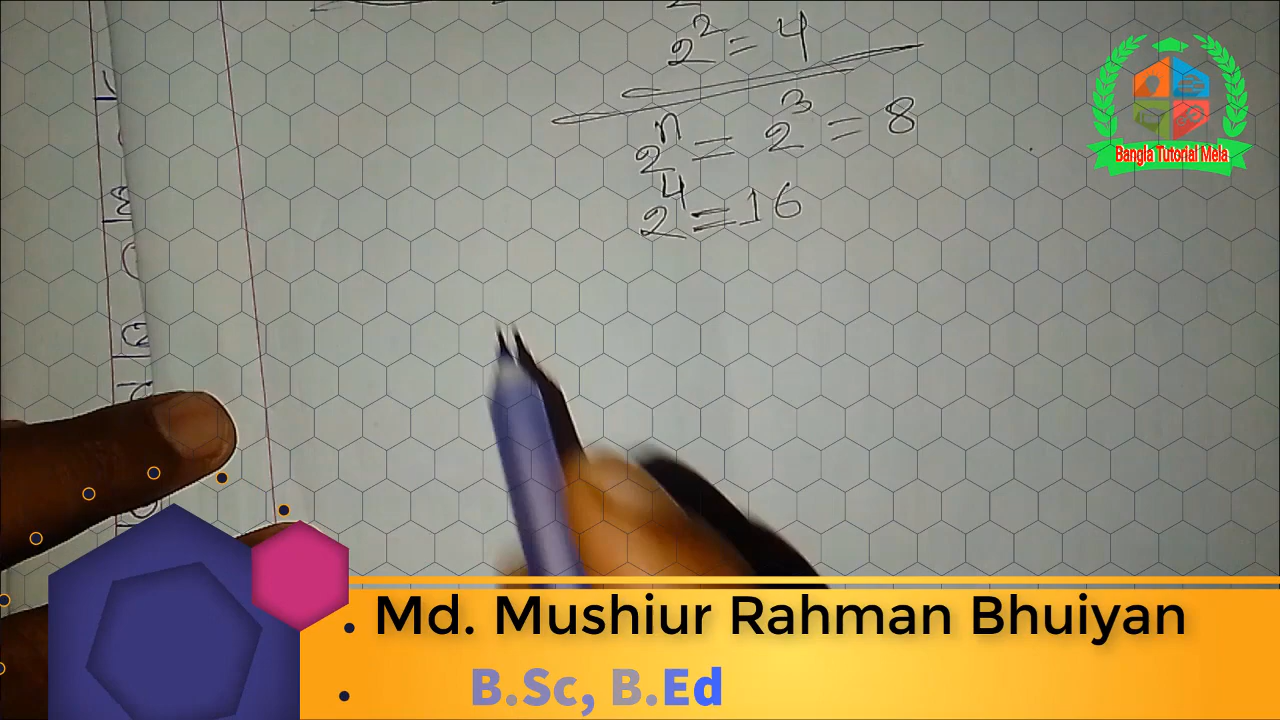 2² = 4
2ⁿ = 2³ = 8
2⁴ = 16
Bangla Tutorial Mela
Md. Mushiur Rahman Bhuiyan
B.Sc, B.Ed